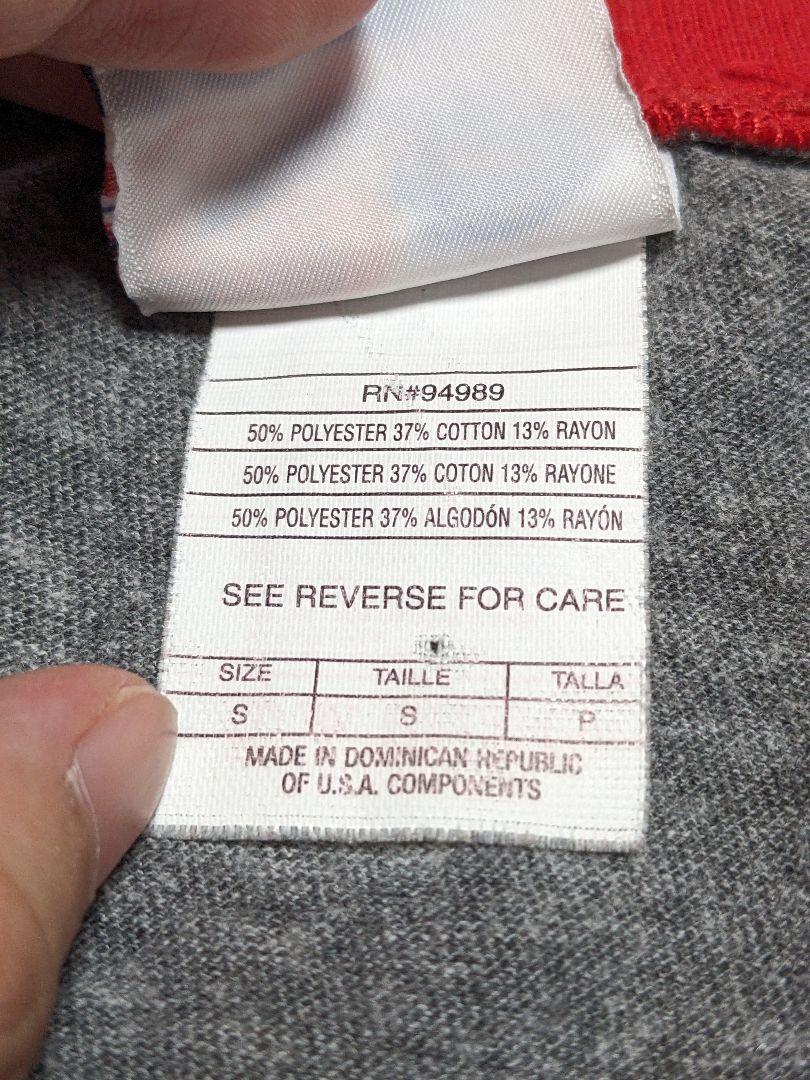 RN#94989
50% POLYESTER 37% COTTON 13% RAYON
50% POLYESTER 37% COTON 13% RAYONE
50% POLYESTER 37% ALGODÓN 13% RAYÓN
SEE REVERSE FOR CARE
SIZE TAILLE TALLA
S S P
MADE IN DOMINICAN REPUBLIC
OF U.S.A. COMPONENTS